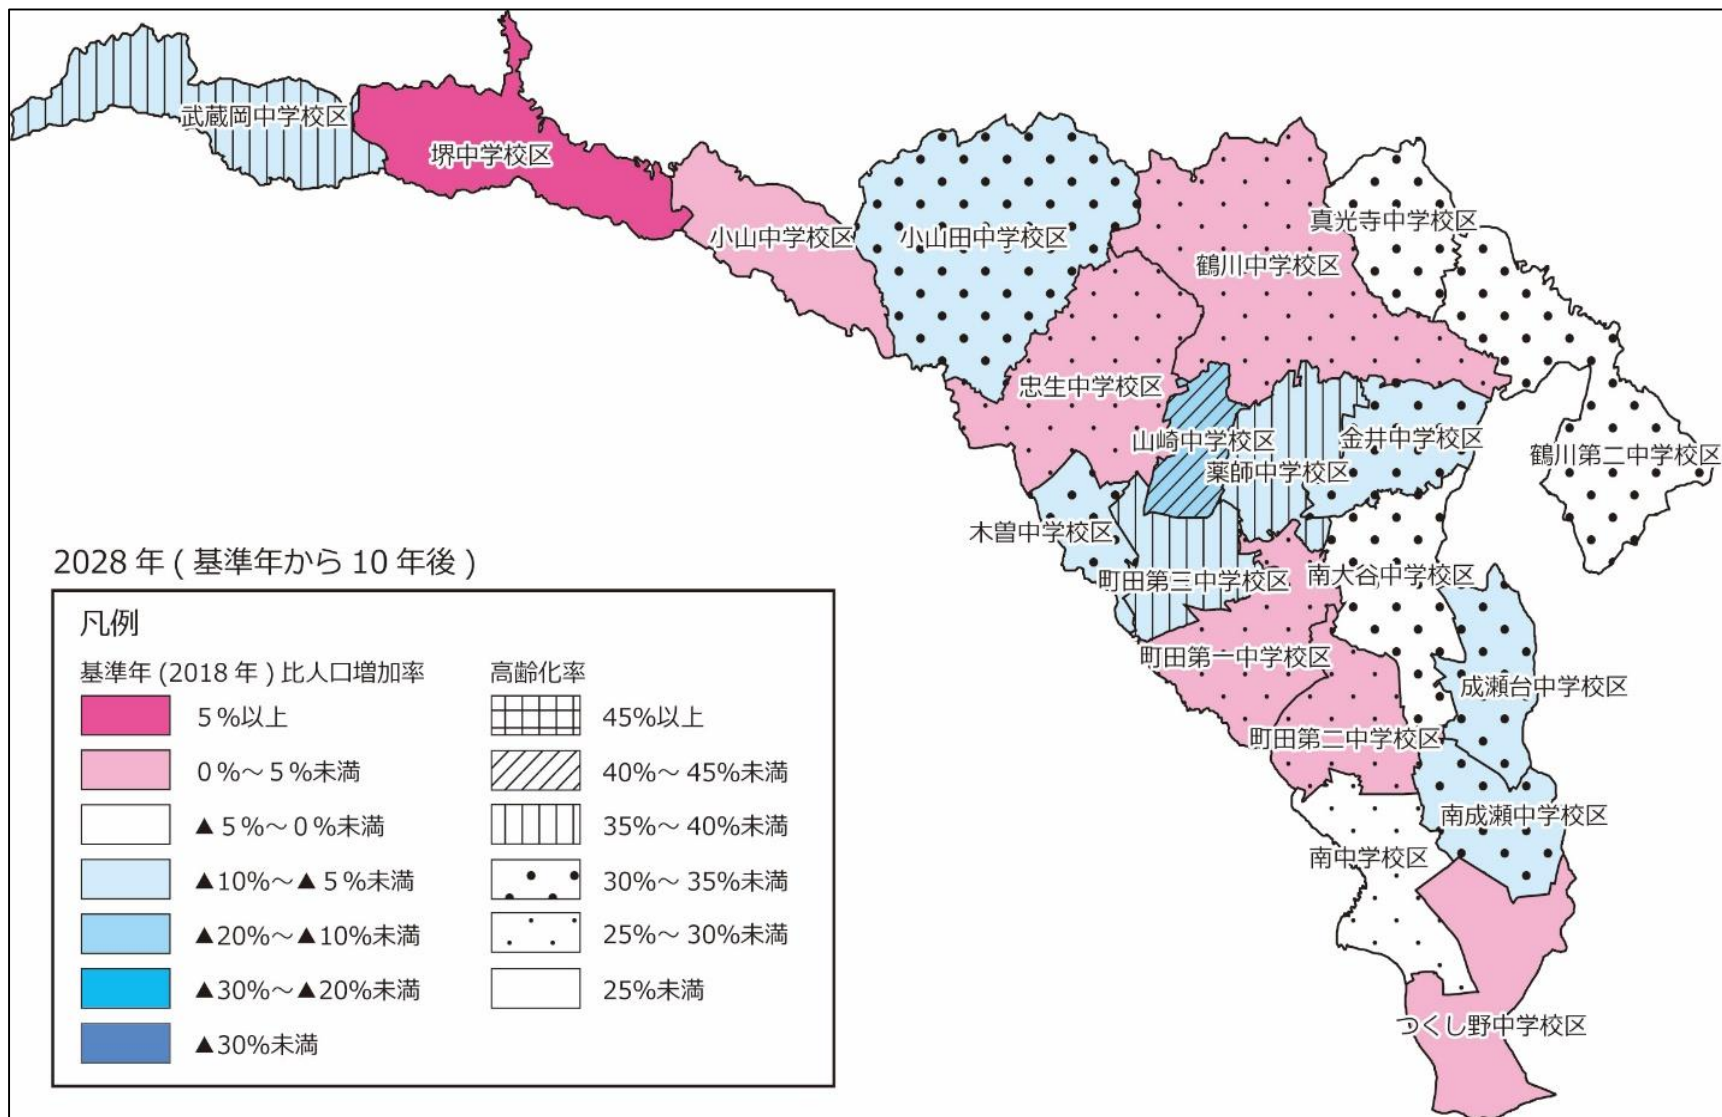 武蔵岡中学校区
堺中学校区
小山中学校区
小山田中学校区
真光寺中学校区
鶴川中学校区
忠生中学校区
山崎中学校区
薬師中学校区
金井中学校区
鶴川第二中学校区
木曽中学校区
町田第三中学校区
南大谷中学校区
町田第一中学校区
成瀬台中学校区
町田第二中学校区
南成瀬中学校区
南中学校区
つくし野中学校区
2028 年 ( 基準年から 10 年後 )
凡例
基準年 (2018 年 ) 比人口増加率
5 %以上
0 %~ 5 %未満
▲ 5 %~ 0 %未満
▲10%~▲ 5 %未満
▲20%~▲10%未満
▲30%~▲20%未満
▲30%未満
高齢化率
45%以上
40%~ 45%未満
35%~ 40%未満
30%~ 35%未満
25%~ 30%未満
25%未満